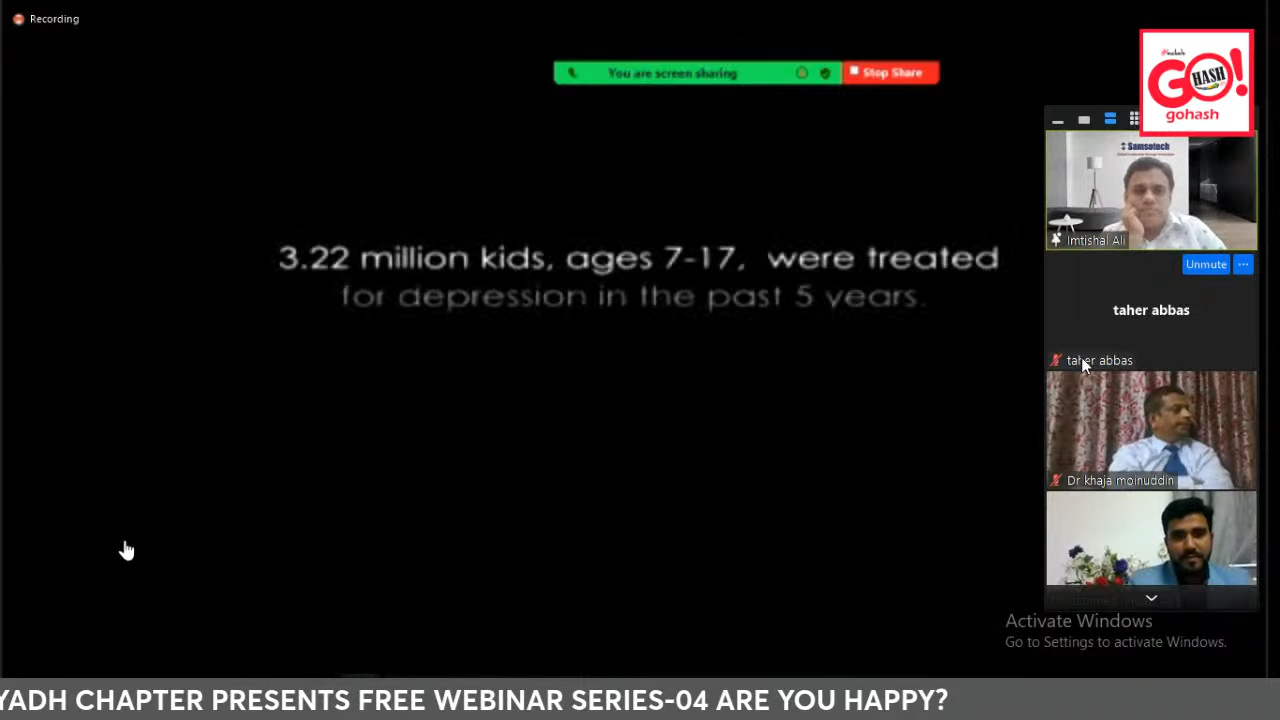 Recording
You are screen sharing
Stop Share
GO!
HASH
gohash
Samsotech
Imtishal Ali
Unmute
taher abbas
taher abbas
Dr khaja moinuddin
3.22 million kids, ages 7-17, were treated
for depression in the past 5 years.
Activate Windows
Go to Settings to activate Windows.
YADH CHAPTER PRESENTS FREE WEBINAR SERIES-04 ARE YOU HAPPY?